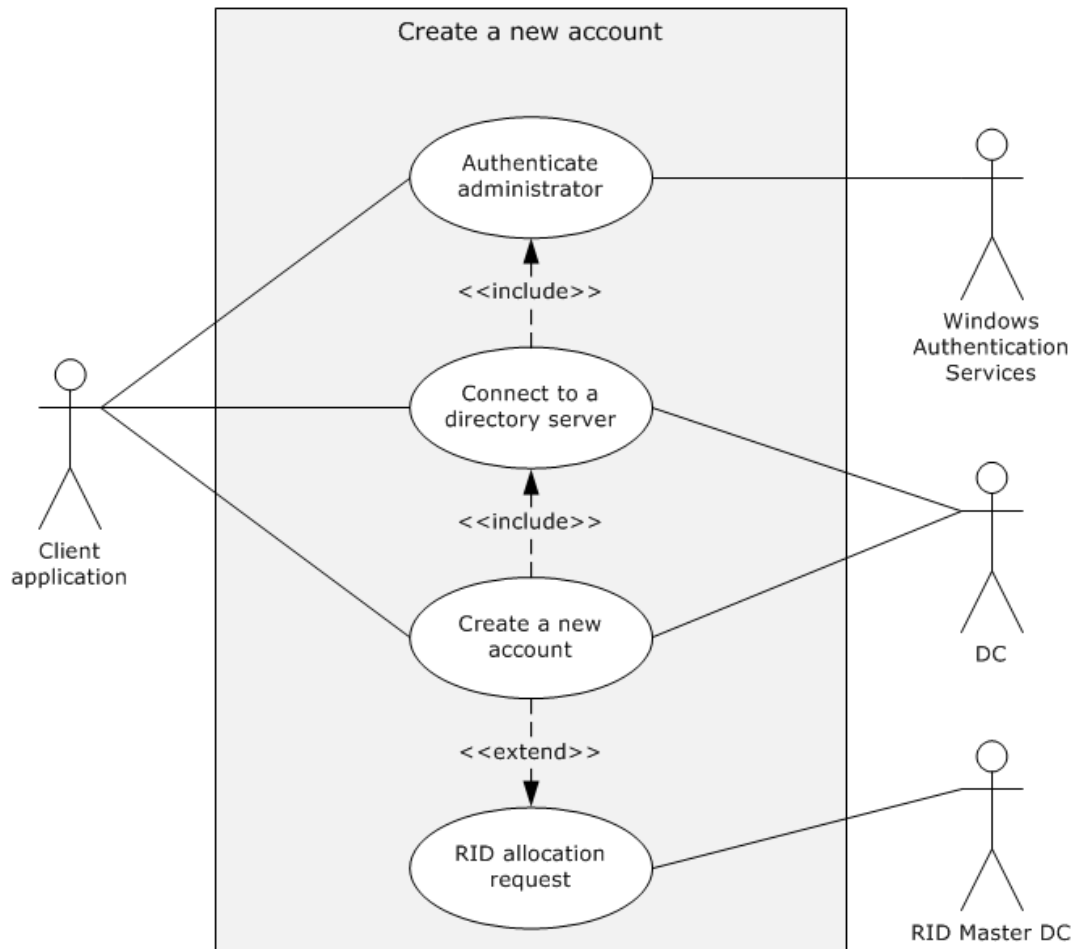 Create a new account
Authenticate
administrator
<<include>>
Windows
Authentication
Services
Connect to a
directory server
<<include>>
Client
application
Create a new
account
DC
<<extend>>
RID allocation
request
RID Master DC